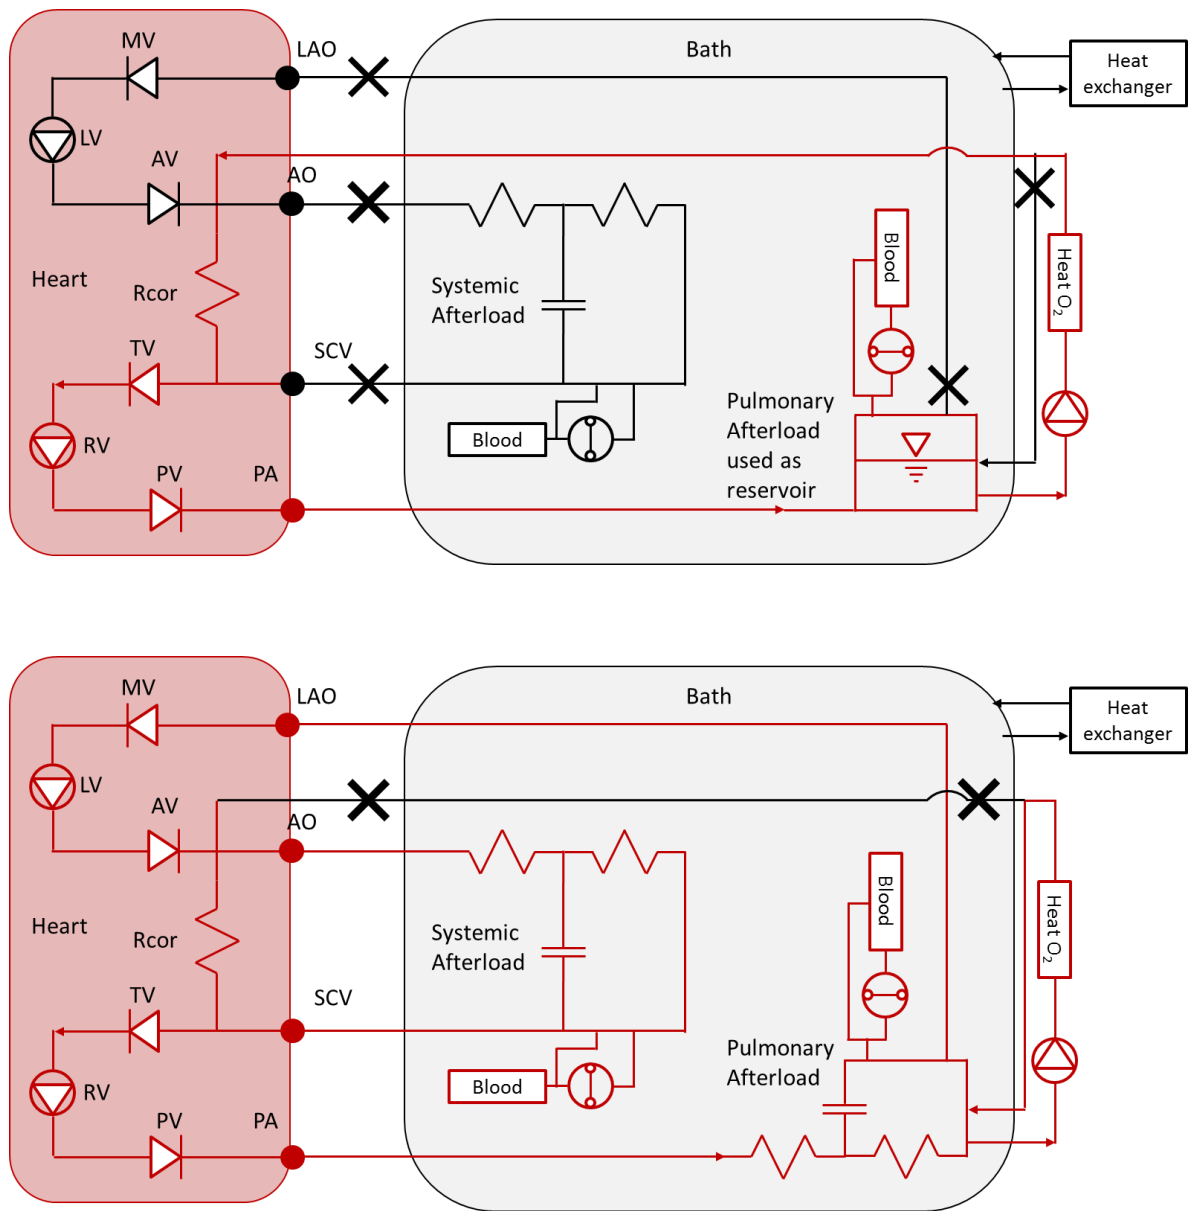 MV
LAO
Bath
Heat
exchanger
LV
AV
AO
Blood
Heart
Rcor
Systemic
Afterload
Heat O₂
TV
SCV
Pulmonary
Afterload
used as
reservoir
RV
Blood
PV
PA
MV
LAO
Bath
Heat
exchanger
LV
AV
AO
Blood
Heart
Rcor
Systemic
Afterload
Heat O₂
TV
SCV
Pulmonary
Afterload
RV
Blood
PV
PA